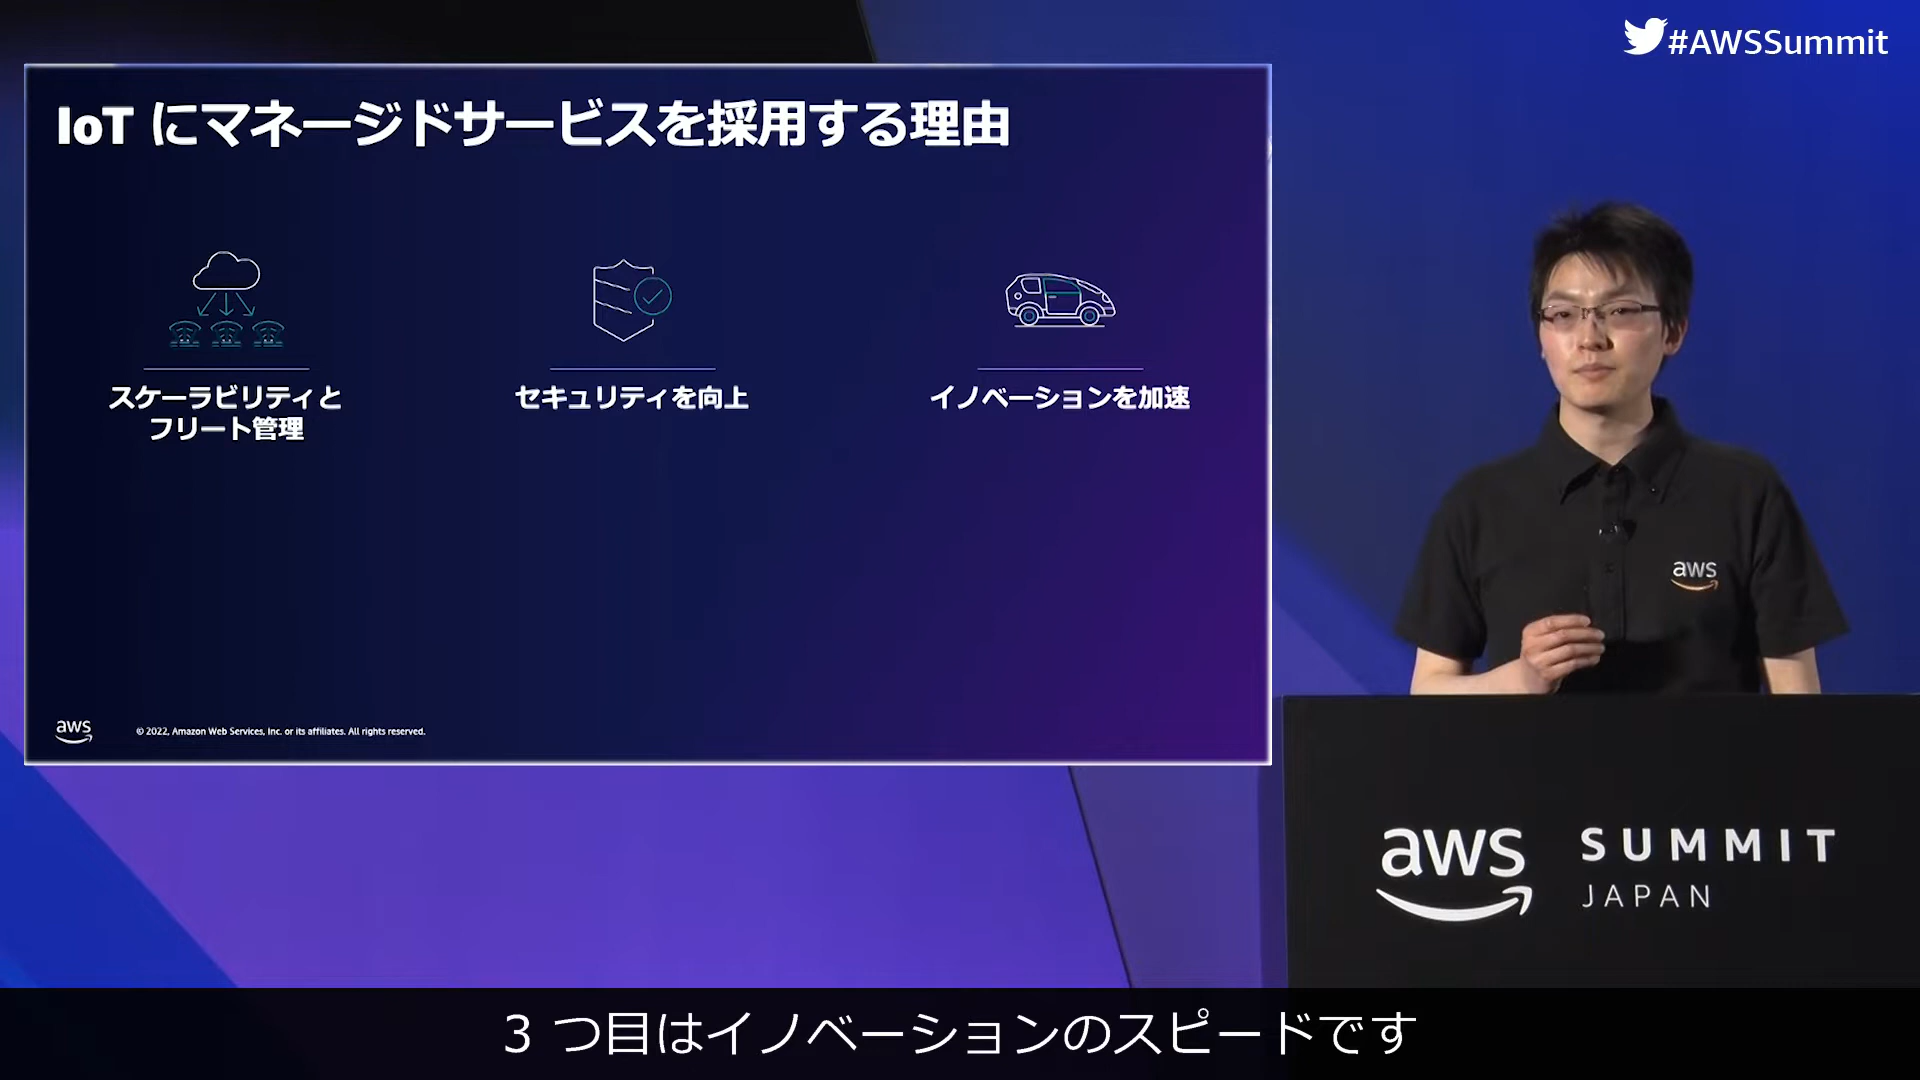 #AWSSummit
IoT にマネージドサービスを採用する理由
スケーラビリティと
フリート管理
セキュリティを向上
イノベーションを加速
aws
© 2022, Amazon Web Services, Inc. or its affiliates. All rights reserved.
aws
aws SUMMIT
JAPAN
3 つ目はイノベーションのスピードです